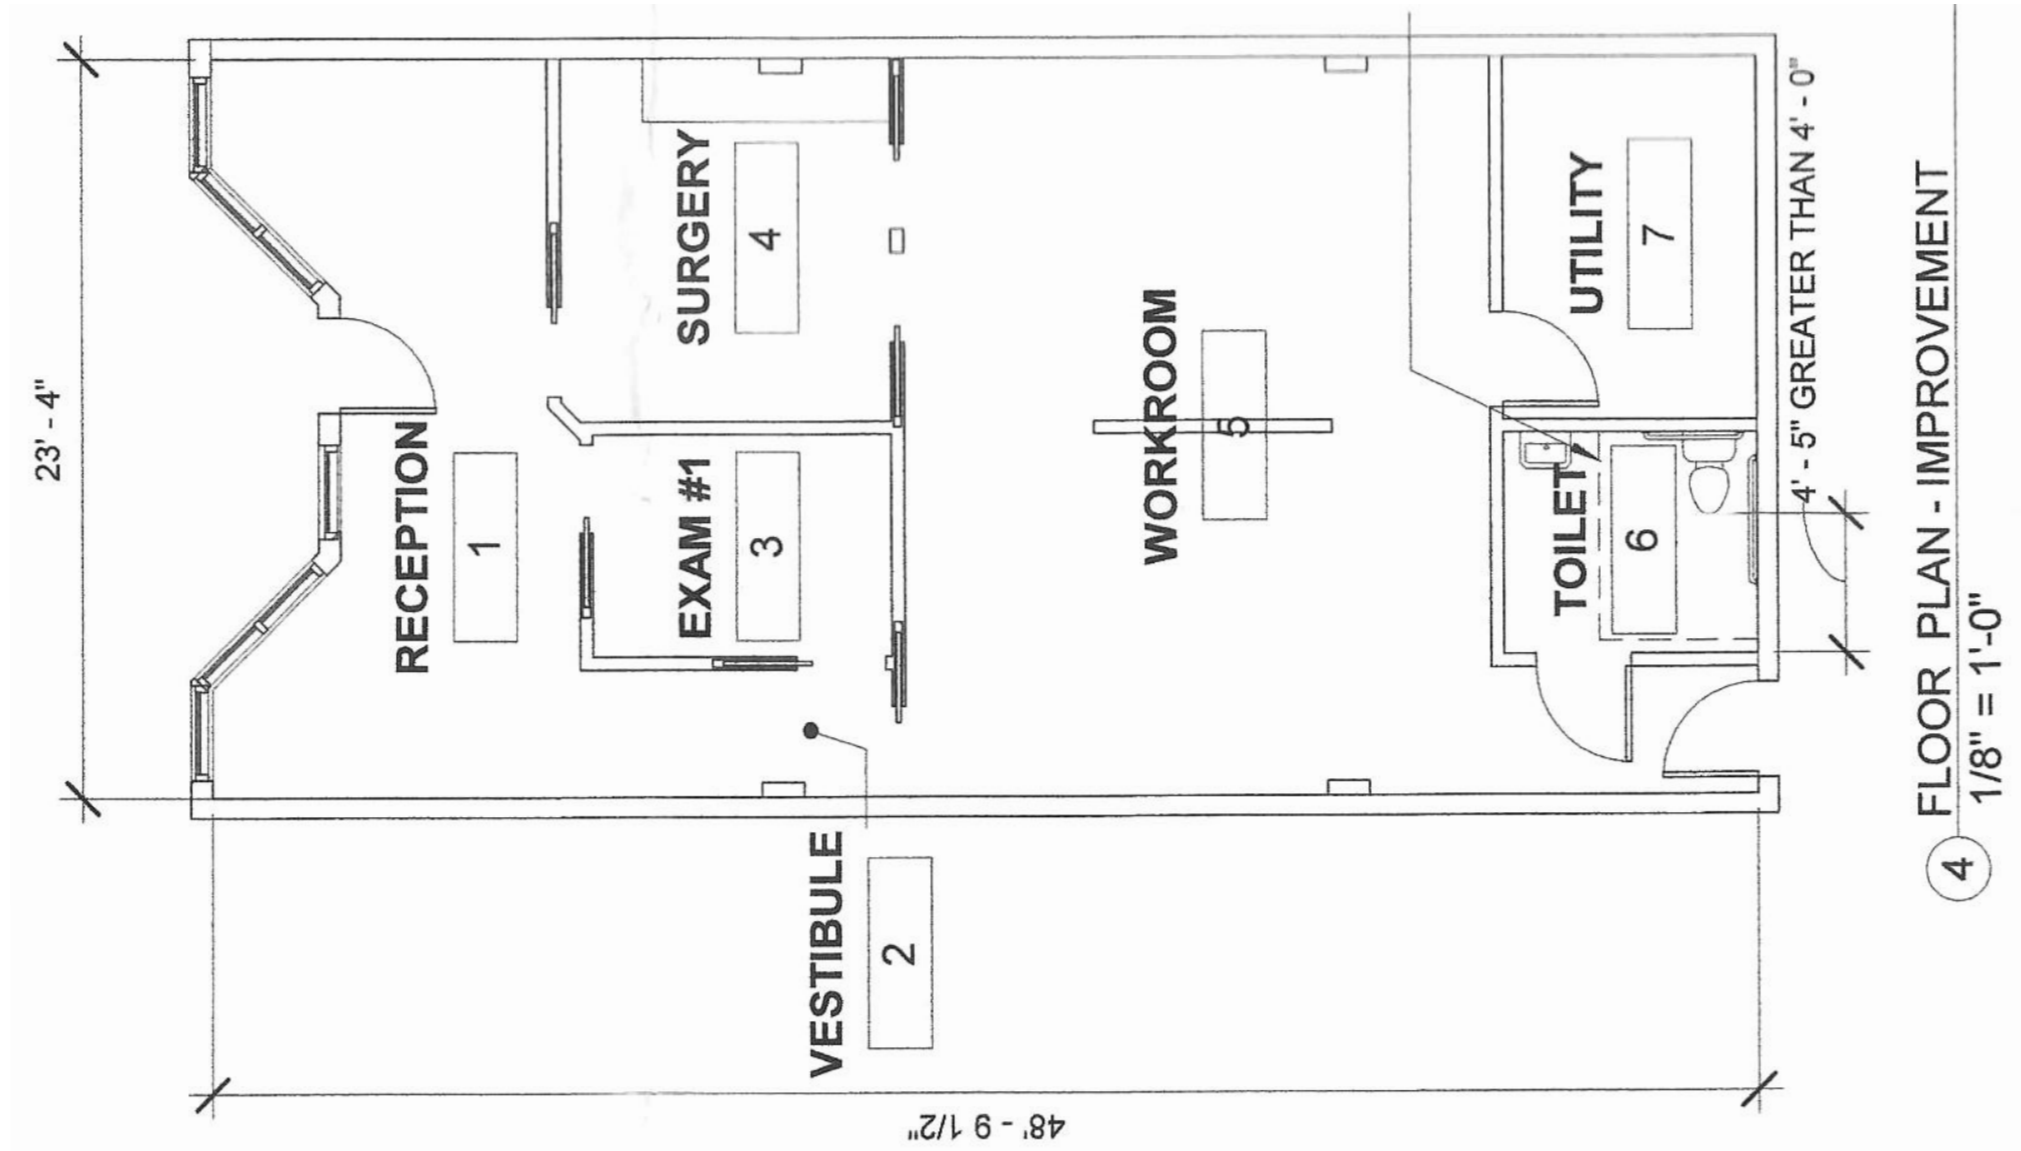 23' - 4"
RECEPTION
1
SURGERY
4
EXAM #1
3
VESTIBULE
2
WORKROOM
5
UTILITY
7
TOILET
6
4' - 5" GREATER THAN 4' - 0"
48' - 9 1/2"
4
FLOOR PLAN - IMPROVEMENT
1/8" = 1'-0"